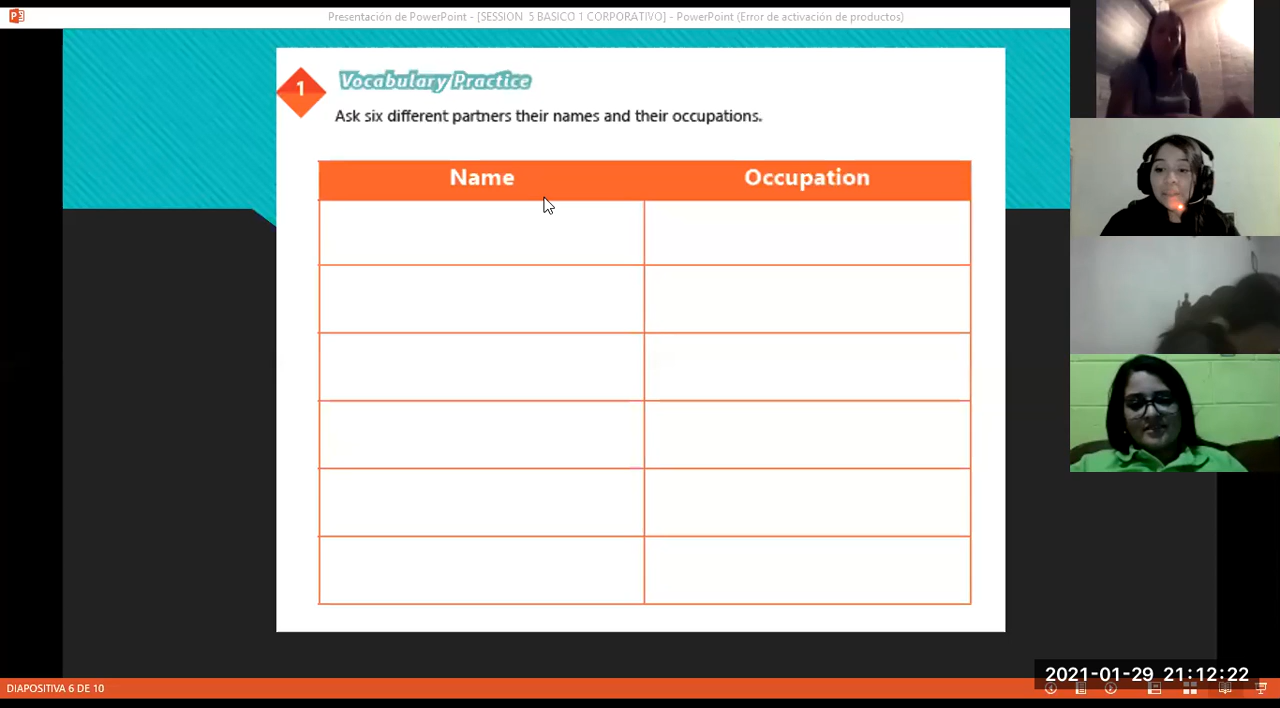 Presentación de PowerPoint - [SESSION 5 BASICO 1 CORPORATIVO] - PowerPoint (Error de activación de productos)
1
Vocabulary Practice
Ask six different partners their names and their occupations.
Name Occupation
2021-01-29 21:12:22
DIAPOSITIVA 6 DE 10